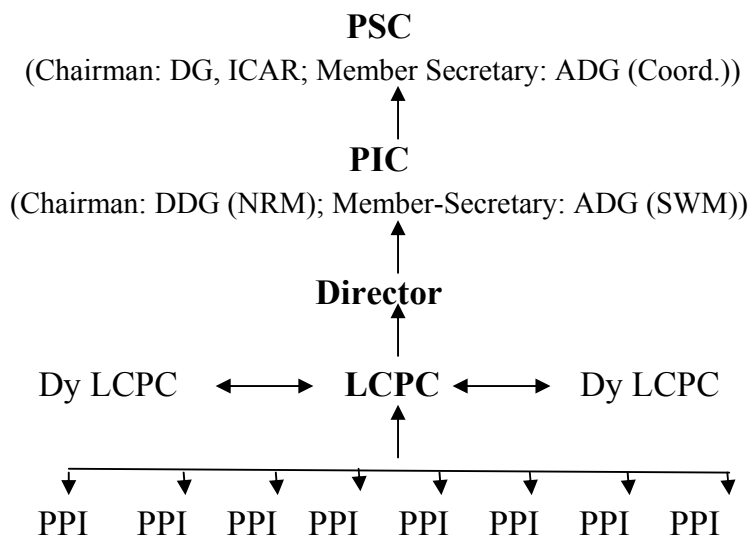 PSC
(Chairman: DG, ICAR; Member Secretary: ADG (Coord.))
PIC
(Chairman: DDG (NRM); Member-Secretary: ADG (SWM))
Director
Dy LCPC LCPC Dy LCPC
PPI PPI PPI PPI PPI PPI PPI PPI